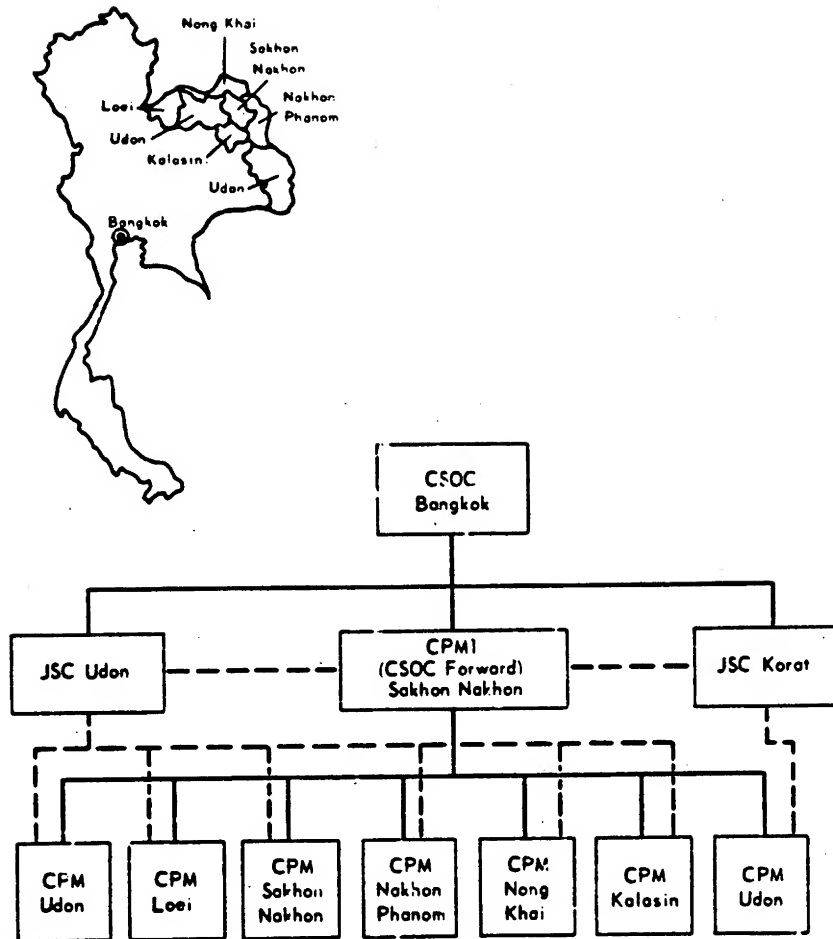 Nong Khai
Sakhon
Nakhon
Nakhon
Phanom
Loei
Udon
Kalasin
Udon
Bangkok
CSOC
Bangkok
JSC Udon
CPM1
(CSOC Forward)
Sakhon Nakhon
JSC Korat
CPM
Udon
CPM
Loei
CPM
Sakhon
Nakhon
CPM
Nakhon
Phanom
CPM
Nong
Khai
CPM
Kalasin
CPM
Udon